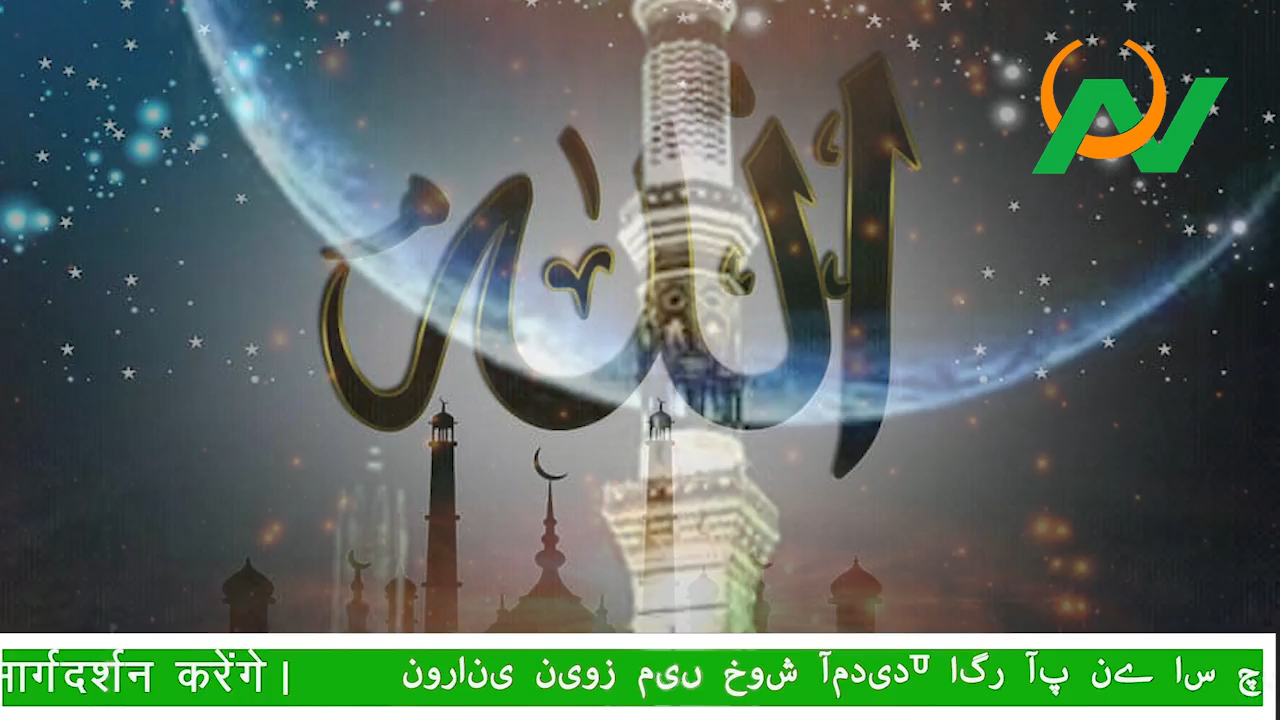 الله
मार्गदर्शन करेंगे।
نورانی نیوز میں خوش آمدید۔ اگر آپ نے اس چ